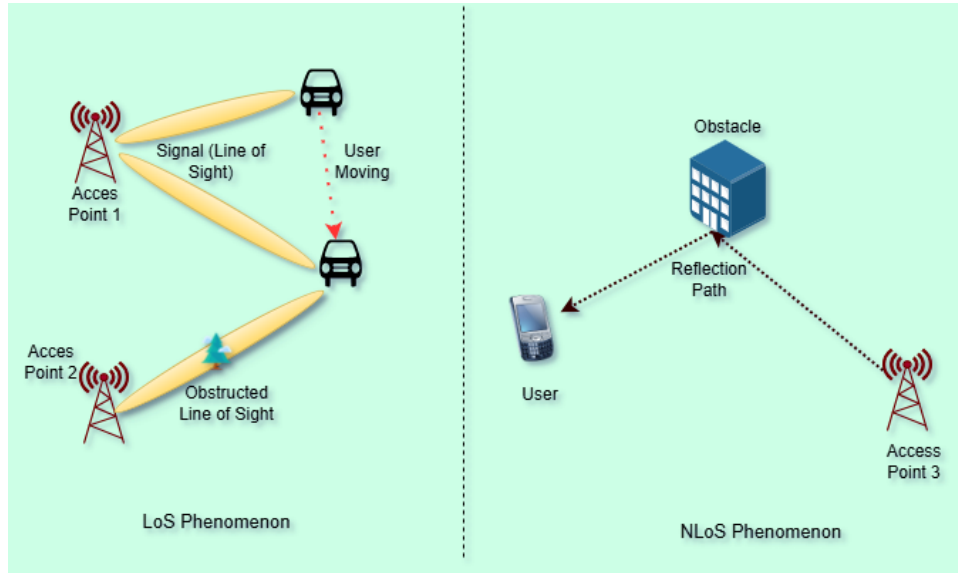 Signal (Line of
Sight)
User
Moving
Acces
Point 1
Acces
Point 2
Obstructed
Line of Sight
LoS Phenomenon
Obstacle
Reflection
Path
User
Access
Point 3
NLoS Phenomenon